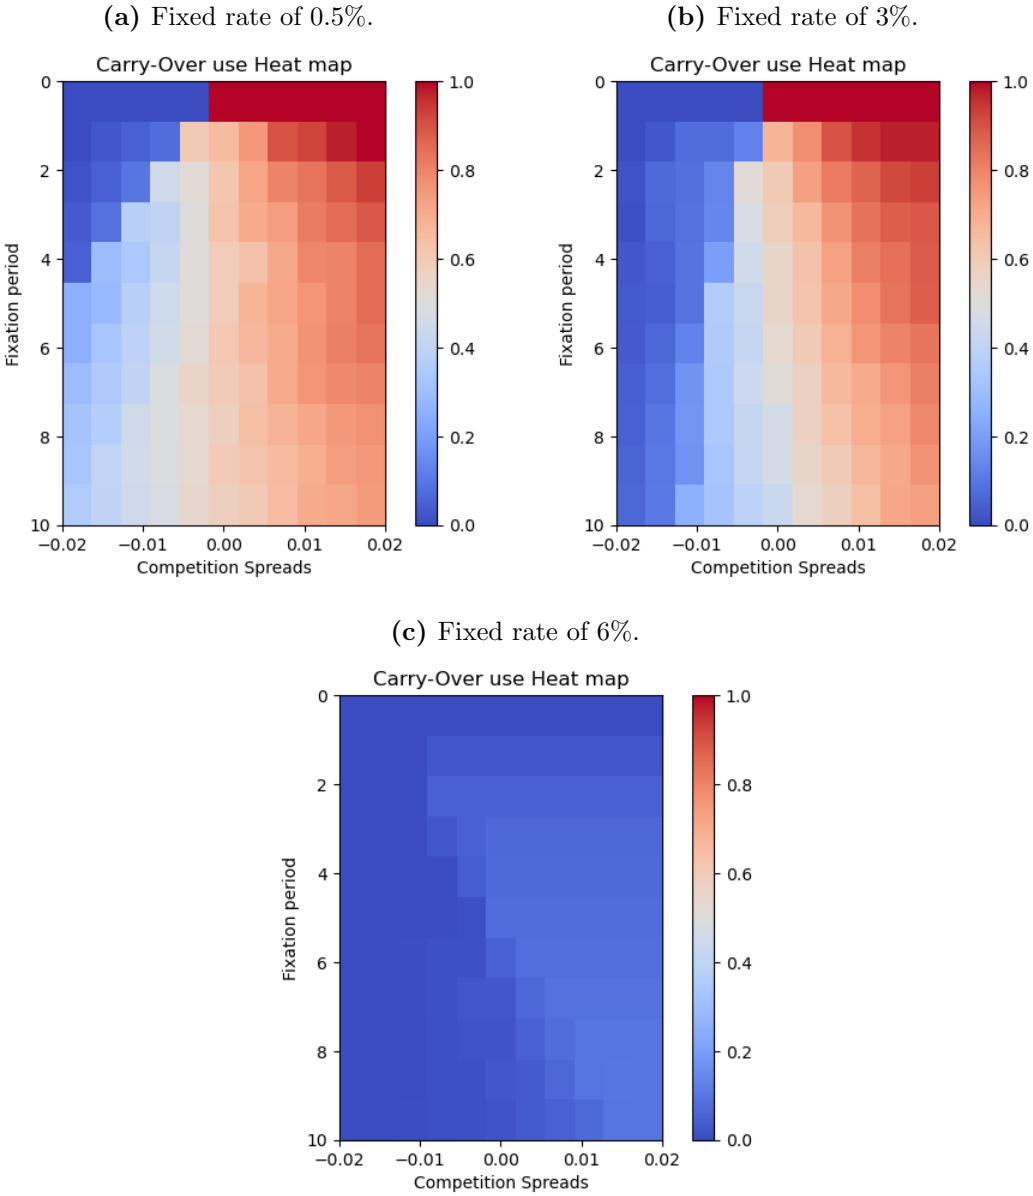 (a) Fixed rate of 0.5%.
(b) Fixed rate of 3%.
Carry-Over use Heat map
0
2
4
6
8
10
Fixation period
−0.02 −0.01 0.00 0.01 0.02
Competition Spreads
1.0
0.8
0.6
0.4
0.2
0.0
Carry-Over use Heat map
0
2
4
6
8
10
Fixation period
−0.02 −0.01 0.00 0.01 0.02
Competition Spreads
1.0
0.8
0.6
0.4
0.2
0.0
(c) Fixed rate of 6%.
Carry-Over use Heat map
0
2
4
6
8
10
Fixation period
−0.02 −0.01 0.00 0.01 0.02
Competition Spreads
1.0
0.8
0.6
0.4
0.2
0.0